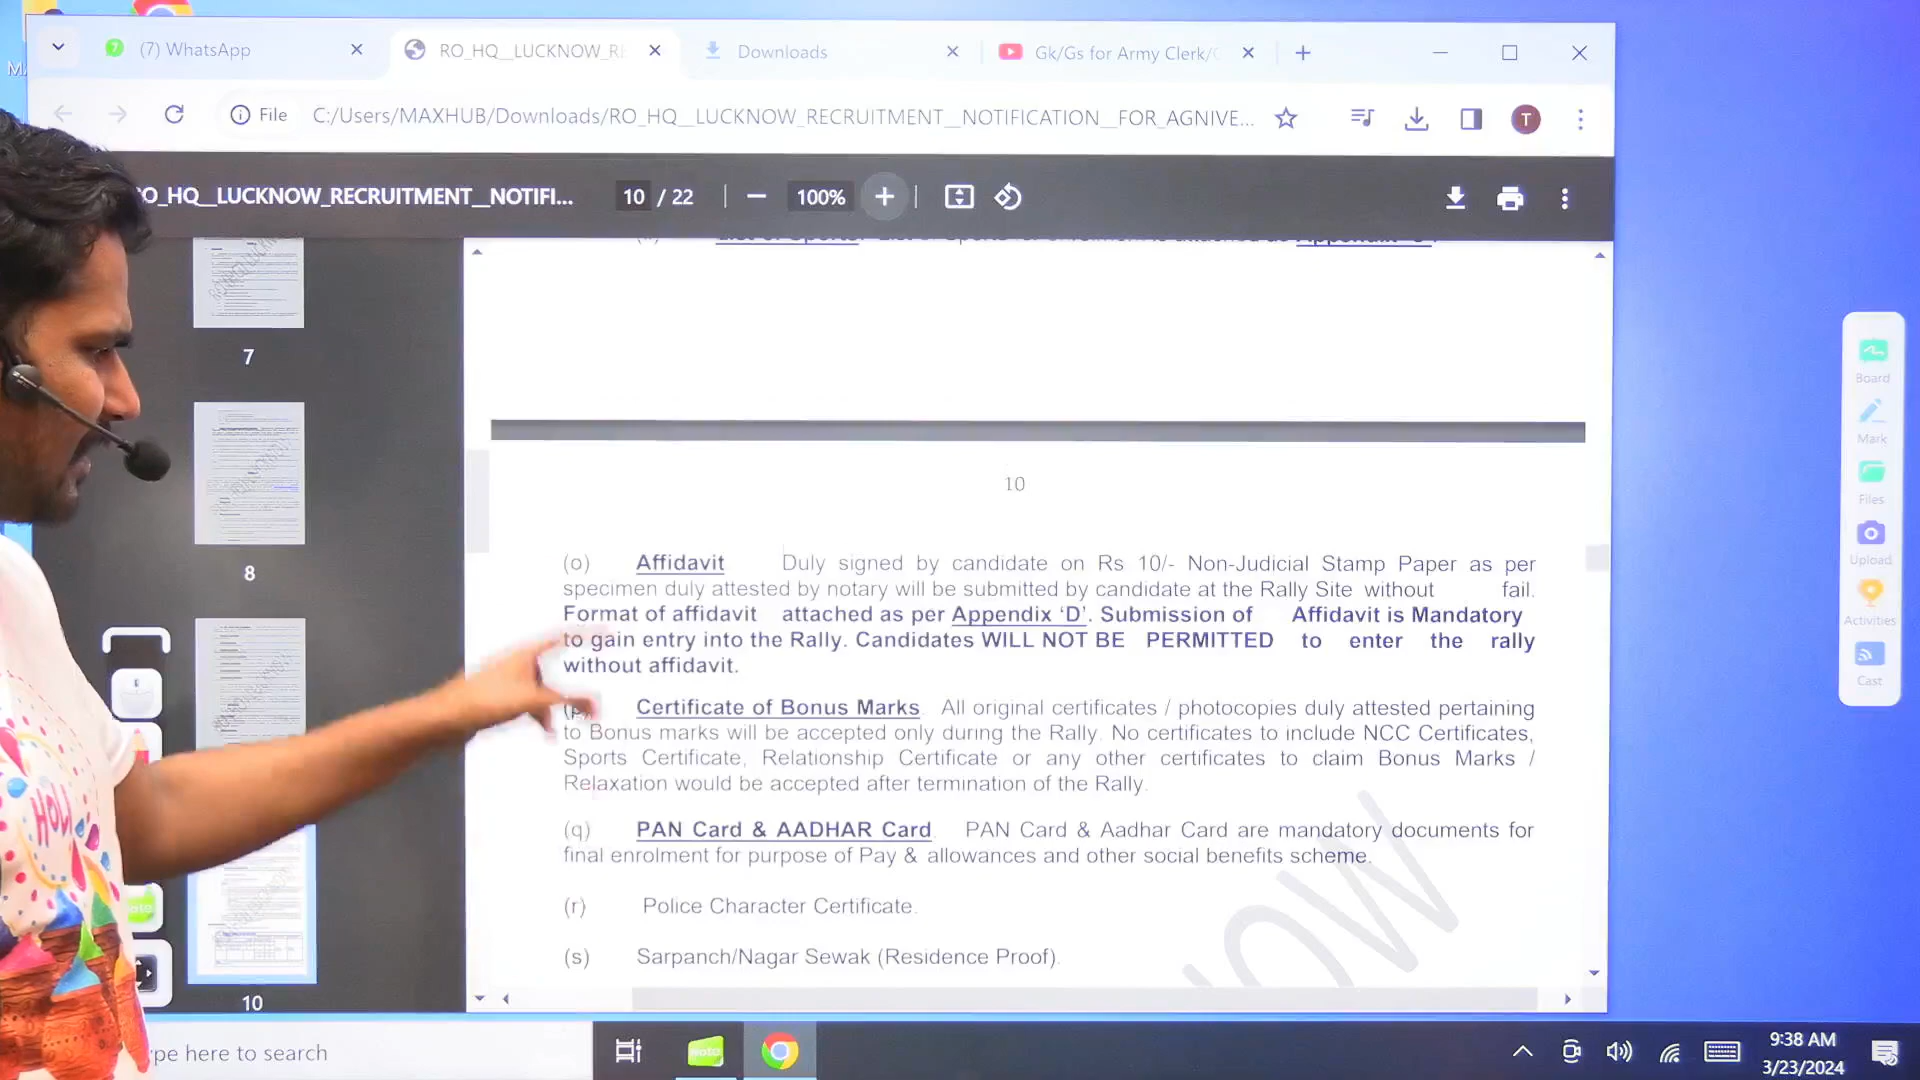 (7) WhatsApp
RO_HQ__LUCKNOW_RE
Downloads
Gk/Gs for Army Clerk/
File
C:/Users/MAXHUB/Downloads/RO_HQ__LUCKNOW_RECRUITMENT__NOTIFICATION__FOR_AGNIVE...
T
RO_HQ__LUCKNOW_RECRUITMENT__NOTIFI...
10 / 22
100%
7
8
10
10
(o) Affidavit Duly signed by candidate on Rs 10/- Non-Judicial Stamp Paper as per
specimen duly attested by notary will be submitted by candidate at the Rally Site without fail.
Format of affidavit attached as per Appendix ‘D’. Submission of Affidavit is Mandatory
to gain entry into the Rally. Candidates WILL NOT BE PERMITTED to enter the rally
without affidavit.
(p) Certificate of Bonus Marks All original certificates / photocopies duly attested pertaining
to Bonus marks will be accepted only during the Rally. No certificates to include NCC Certificates,
Sports Certificate, Relationship Certificate or any other certificates to claim Bonus Marks /
Relaxation would be accepted after termination of the Rally.
(q) PAN Card & AADHAR Card PAN Card & Aadhar Card are mandatory documents for
final enrolment for purpose of Pay & allowances and other social benefits scheme.
(r) Police Character Certificate.
(s) Sarpanch/Nagar Sewak (Residence Proof).
Board
Mark
Files
Upload
Activities
Cast
HOLI
Note
ype here to search
Note
9:38 AM
3/23/2024